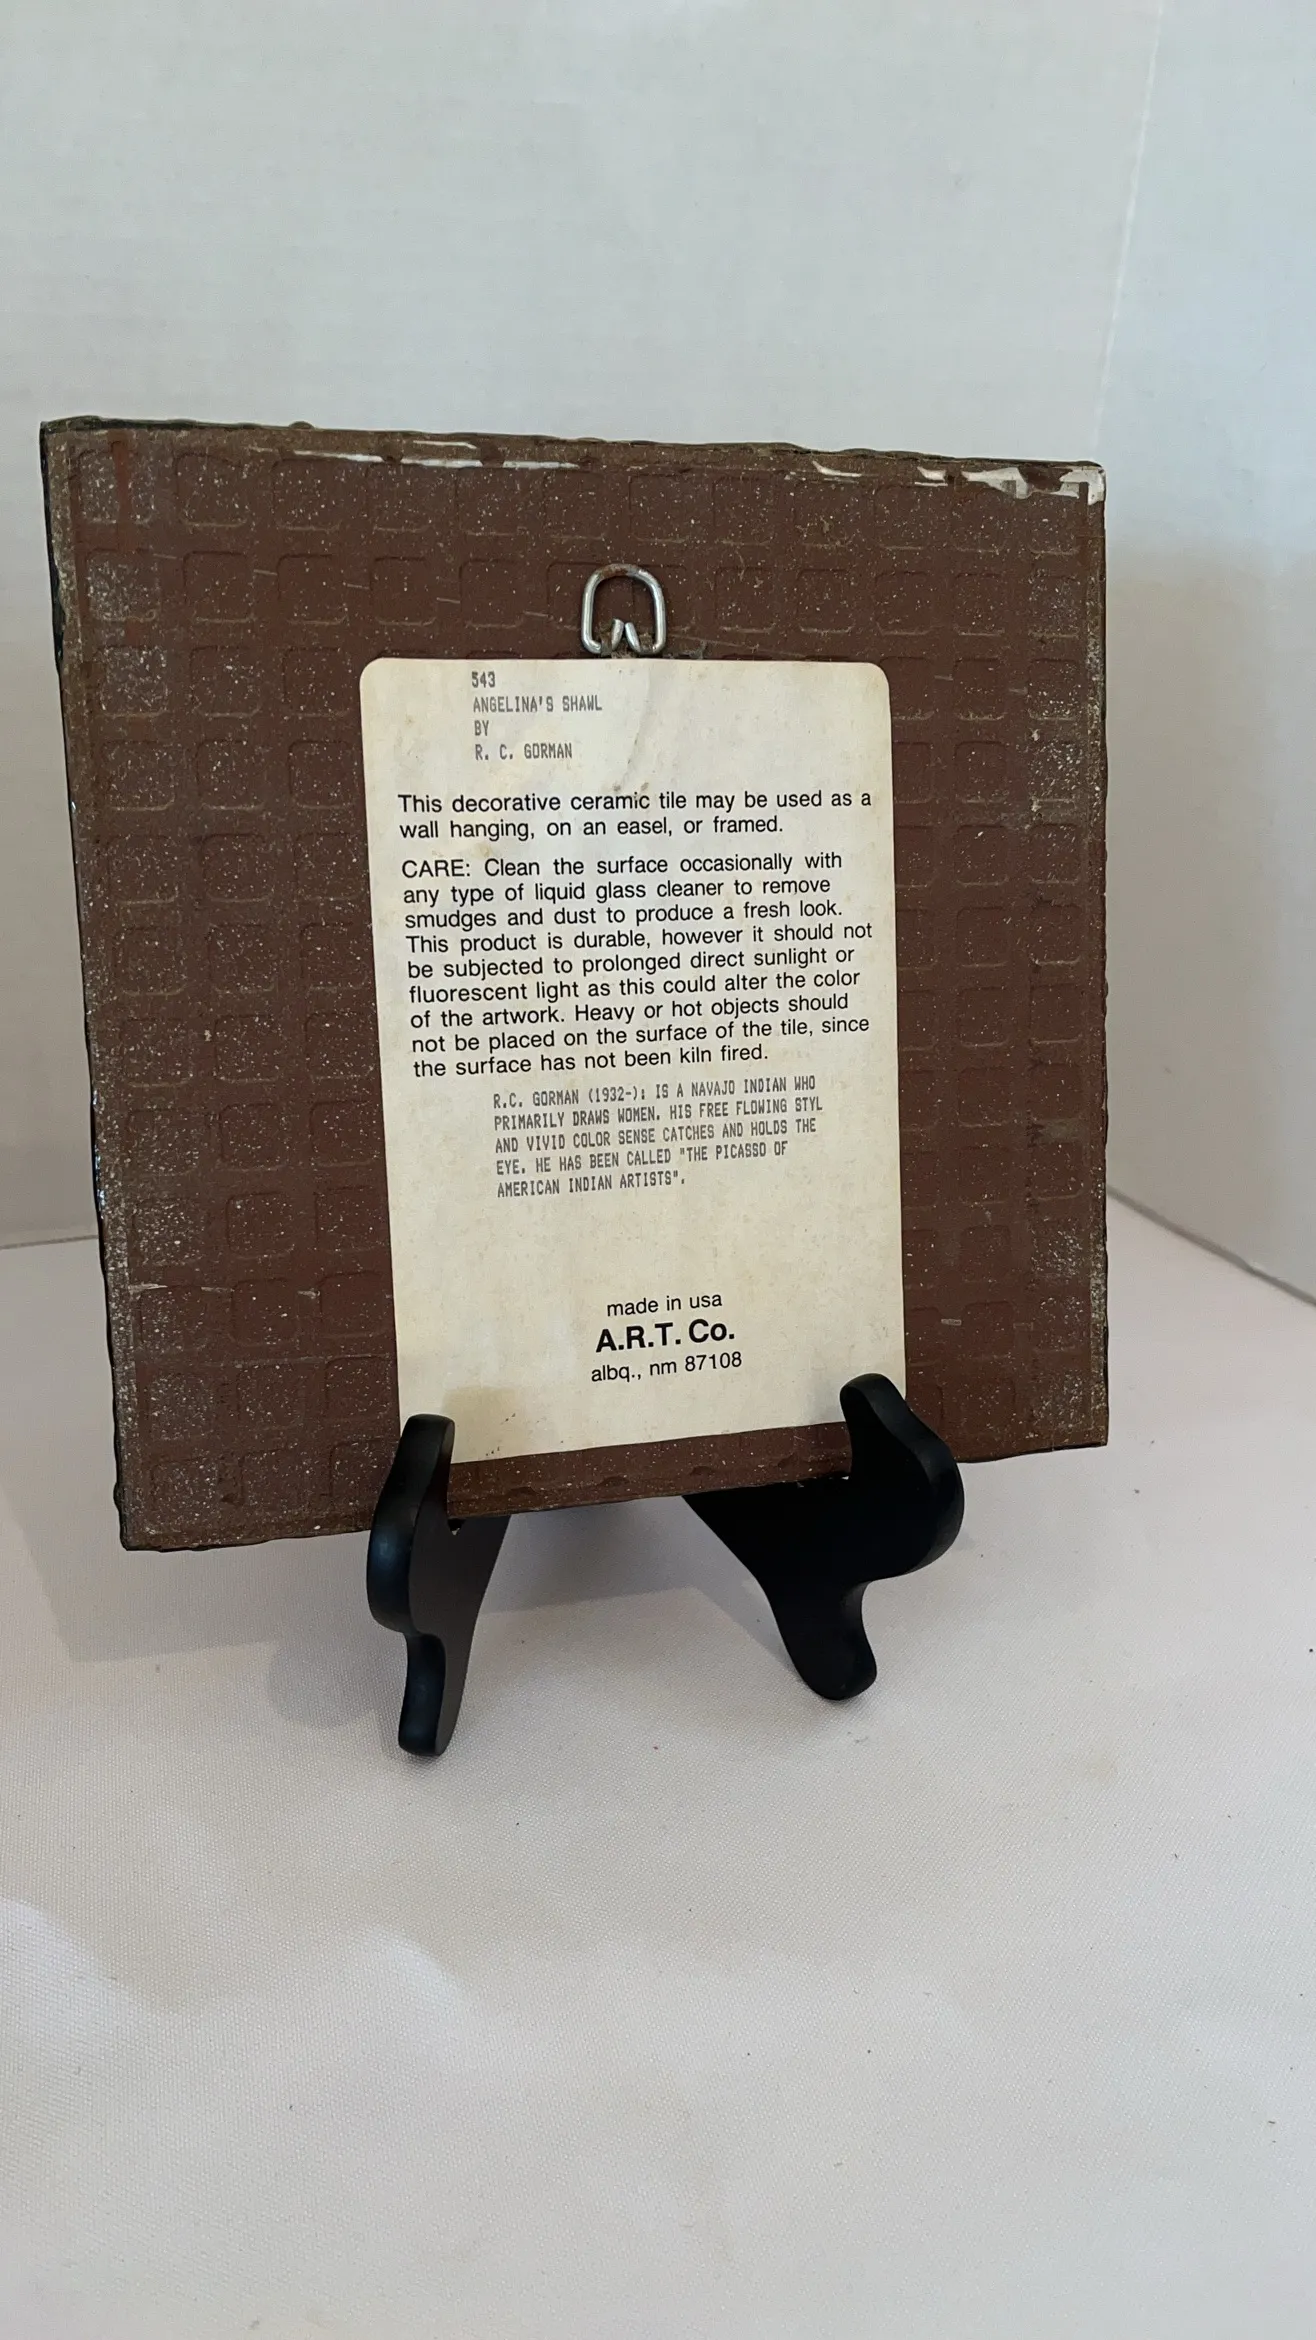 543
ANGELINA'S SHAWL
BY
R. C. GORMAN
This decorative ceramic tile may be used as a
wall hanging, on an easel, or framed.
CARE: Clean the surface occasionally with
any type of liquid glass cleaner to remove
smudges and dust to produce a fresh look.
This product is durable, however it should not
be subjected to prolonged direct sunlight or
fluorescent light as this could alter the color
of the artwork. Heavy or hot objects should
not be placed on the surface of the tile, since
the surface has not been kiln fired.
R.C. GORMAN (1932-): IS A NAVAJO INDIAN WHO
PRIMARILY DRAWS WOMEN. HIS FREE FLOWING STYL
AND VIVID COLOR SENSE CATCHES AND HOLDS THE
EYE. HE HAS BEEN CALLED "THE PICASSO OF
AMERICAN INDIAN ARTISTS".
made in usa
A.R.T. Co.
albq., nm 87108